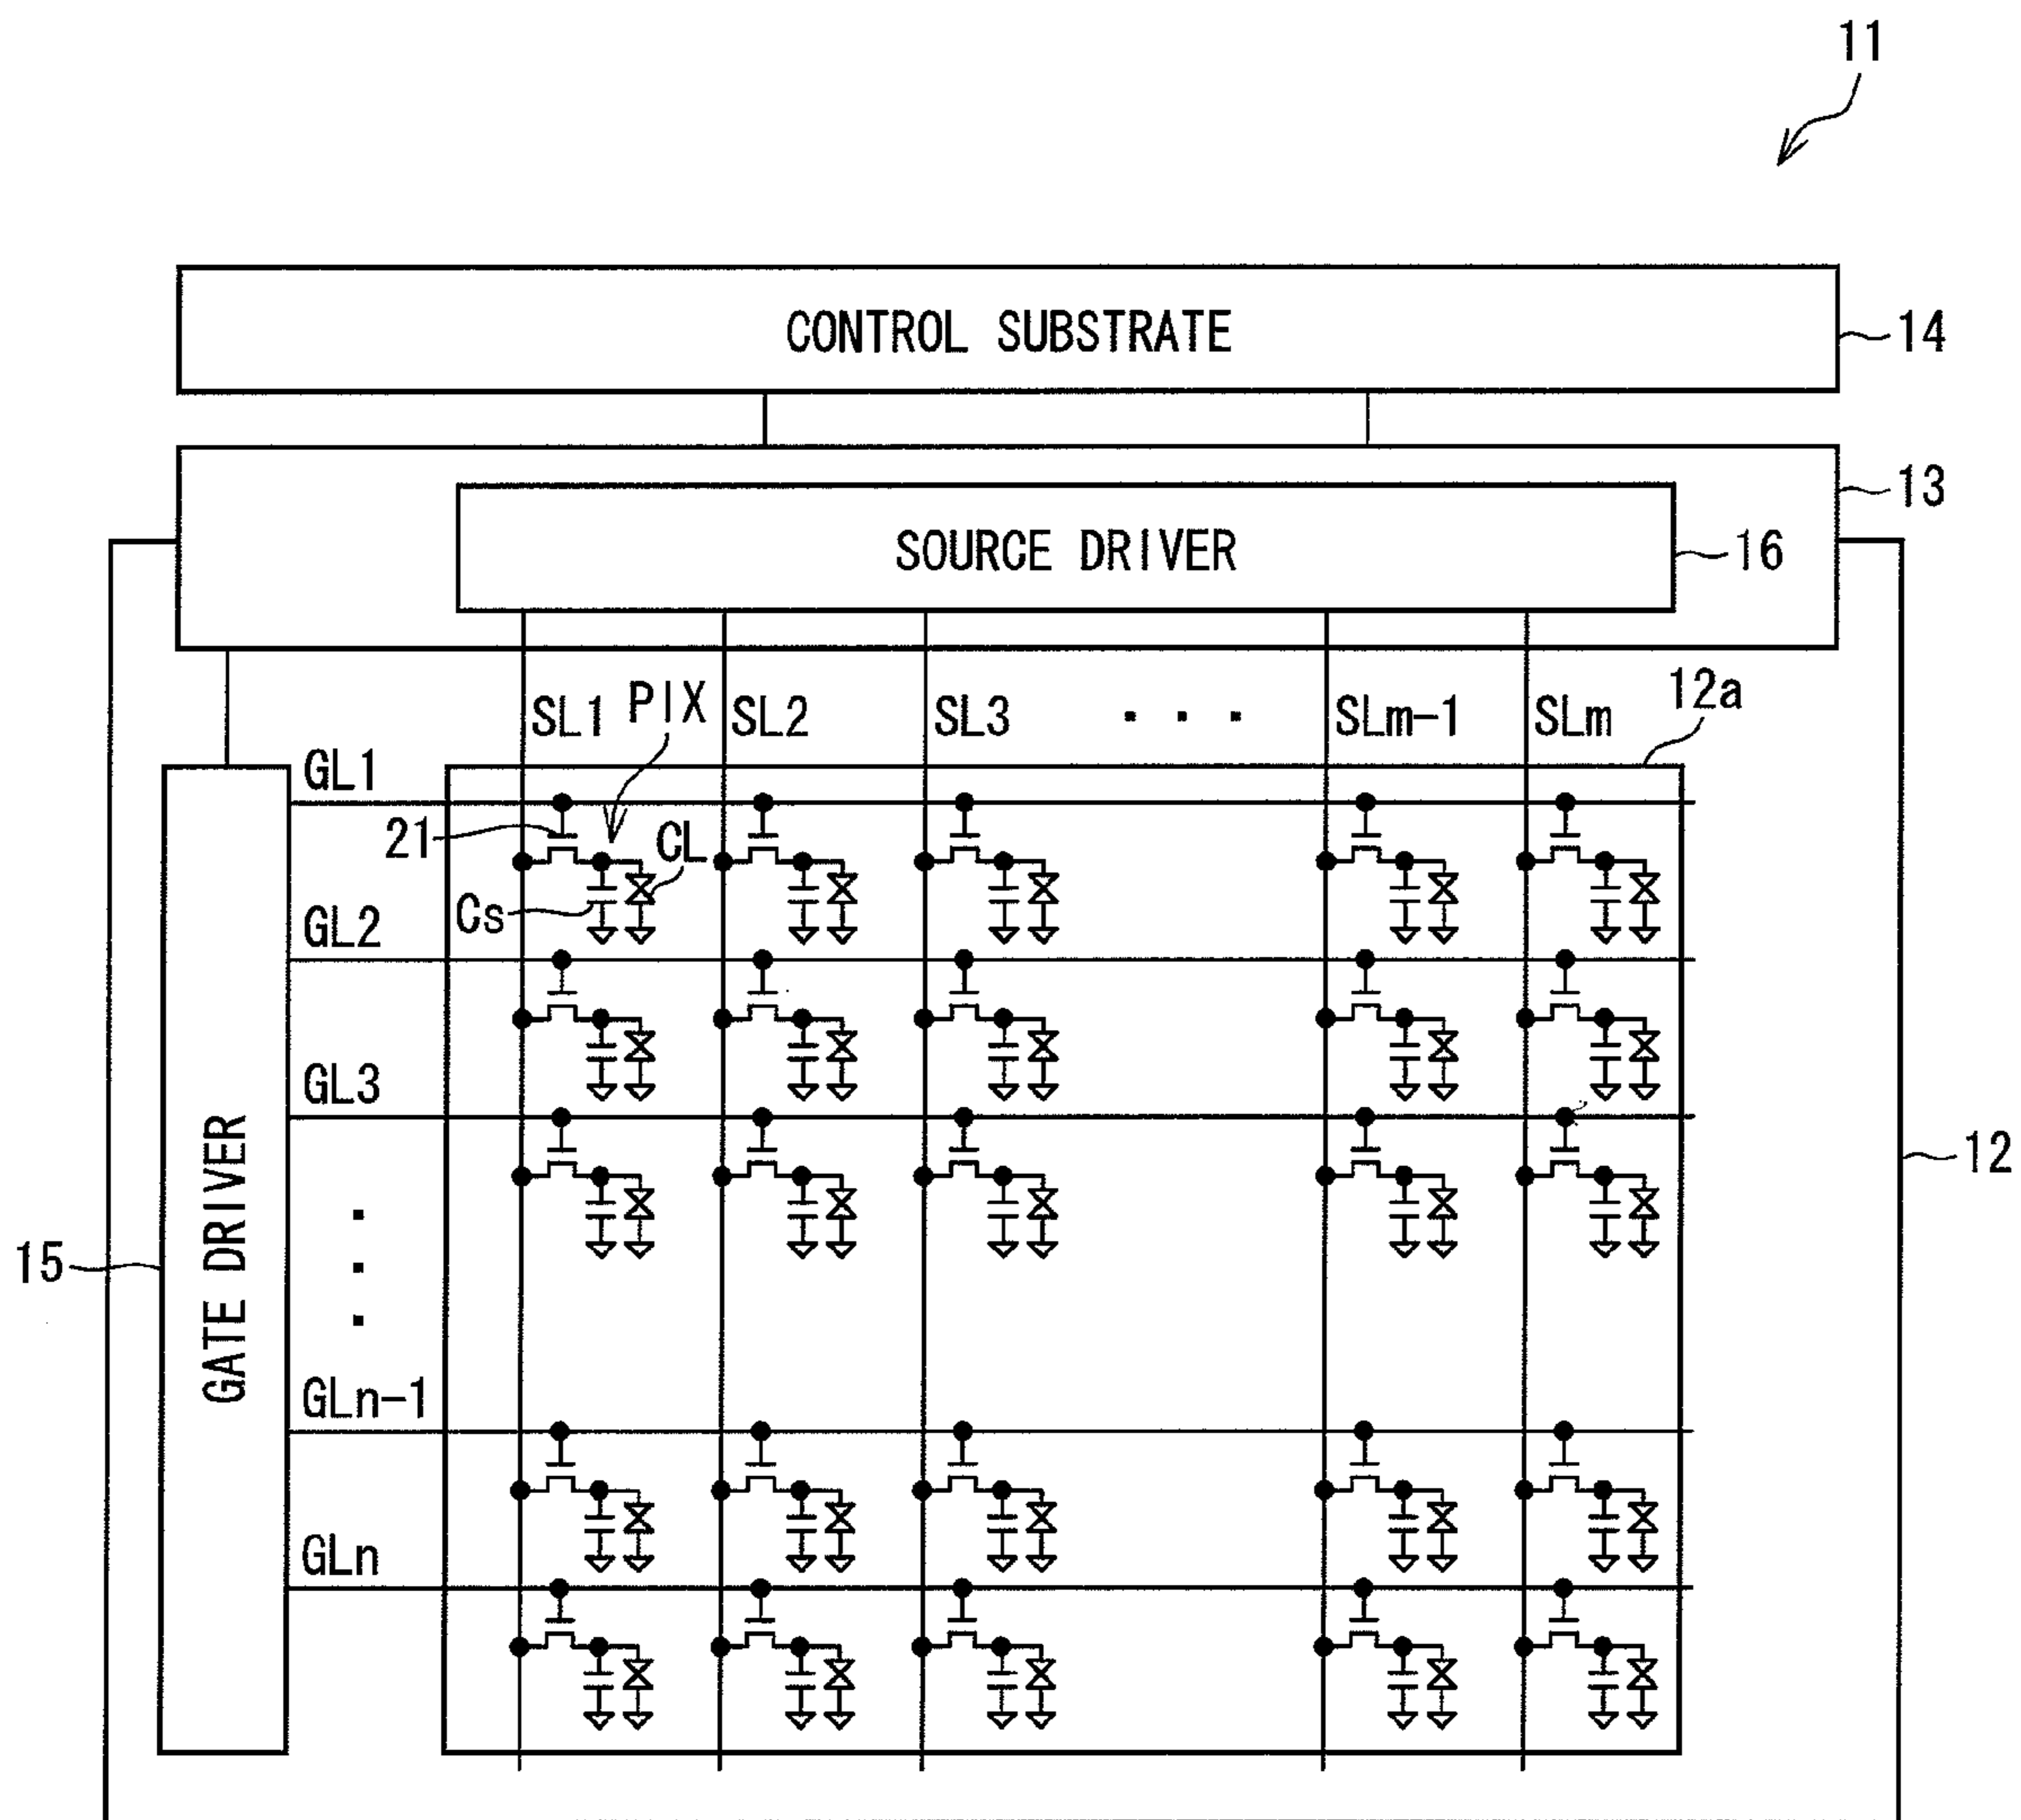 11
CONTROL SUBSTRATE
14
13
SOURCE DRIVER
16
SL1
PIX
SL2
SL3
. . .
SLm-1
SLm
12a
GL1
21
CL
Cs
GL2
GL3
12
15
GATE DRIVER
GLn-1
GLn